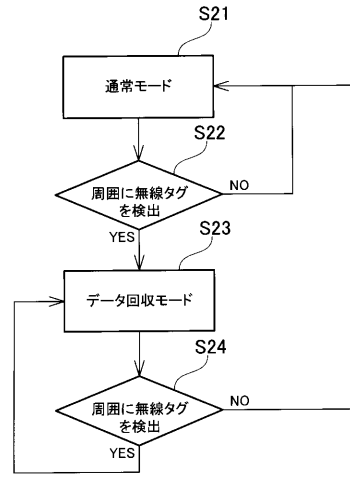 S21
通常モード
S22
周囲に無線タグ
を検出
NO
YES
S23
データ回収モード
S24
周囲に無線タグ
を検出
NO
YES